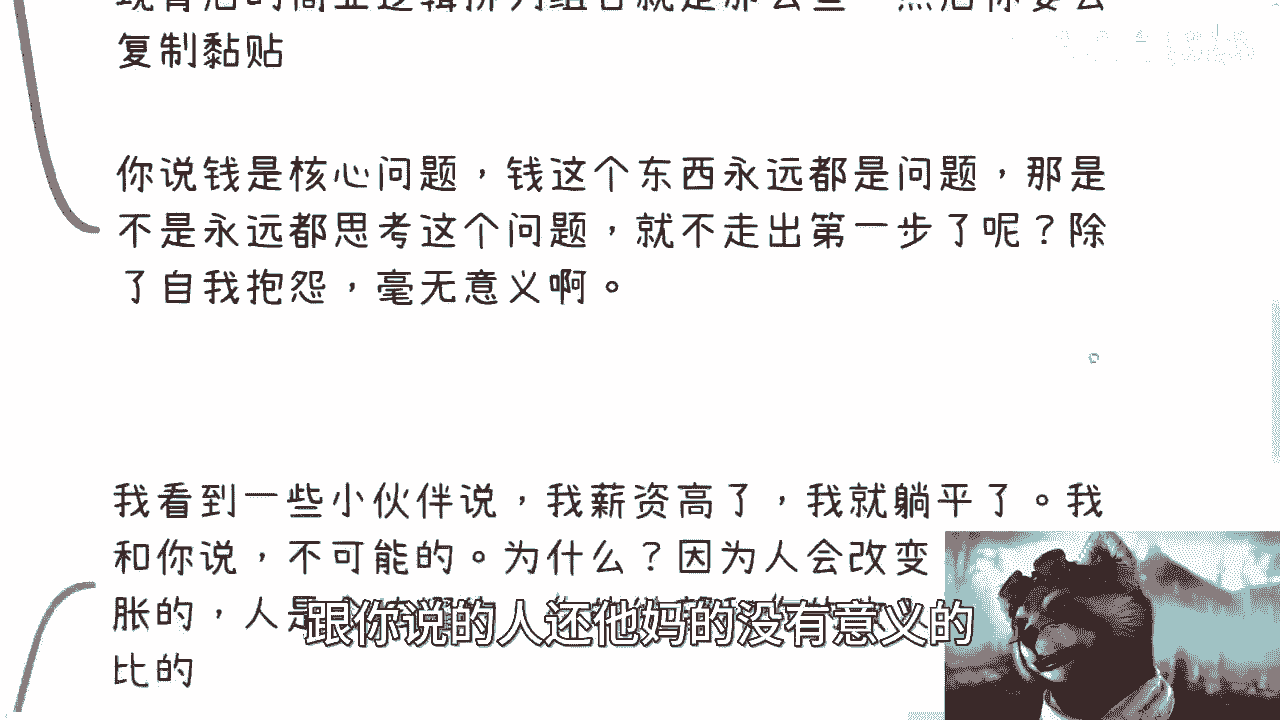 复制黏贴
你说钱是核心问题，钱这个东西永远都是问题，那是
不是永远都思考这个问题，就不走出第一步了呢？除
了自我抱怨，毫无意义啊。
我看到一些小伙伴说，我薪资高了，我就躺平了。我
和你说，不可能的。为什么？因为人会改变
胀的，人是
跟你说的人还他妈的没有意义的
比的